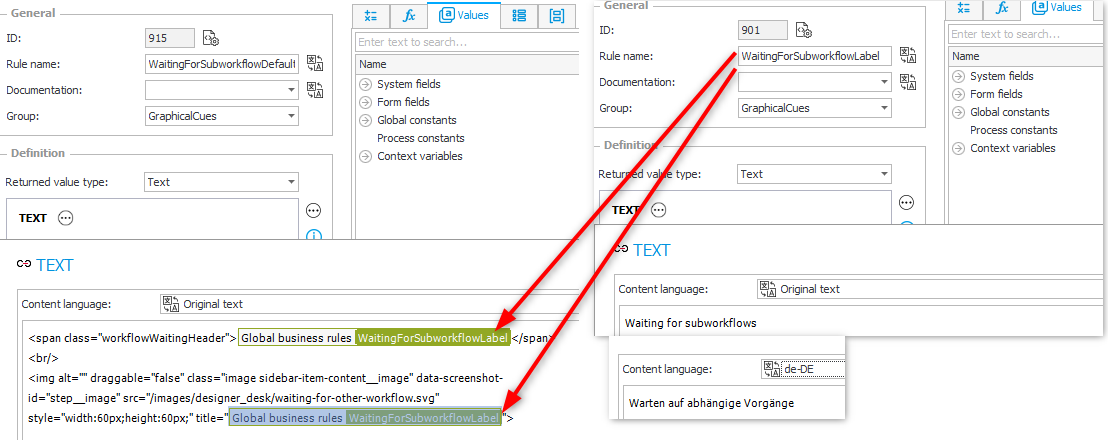 General
ID:
915
Rule name:
WaitingForSubworkflowDefault
Documentation:
Group:
GraphicalCues
Definition
Returned value type:
Text
TEXT
fx
Values
Enter text to search...
Name
System fields
Form fields
Global constants
Process constants
Context variables
TEXT
Content language:
Original text
<span class="workflowWaitingHeader"> Global business rules WaitingForSubworkflowLabel </span>
<br/>
<img alt="" draggable="false" class="image sidebar-item-content__image" data-screenshot-
id="step__image" src="/images/designer_desk/waiting-for-other-workflow.svg"
style="width:60px;height:60px;" title=" Global business rules WaitingForSubworkflowLabel ">
General
ID:
901
Rule name:
WaitingForSubworkflowLabel
Documentation:
Group:
GraphicalCues
Definition
Returned value type:
Text
TEXT
fx
Values
Enter text to search...
Name
System fields
Form fields
Global constants
Process constants
Context variables
TEXT
Content language:
Original text
Waiting for subworkflows
Content language:
de-DE
Warten auf abhängige Vorgänge